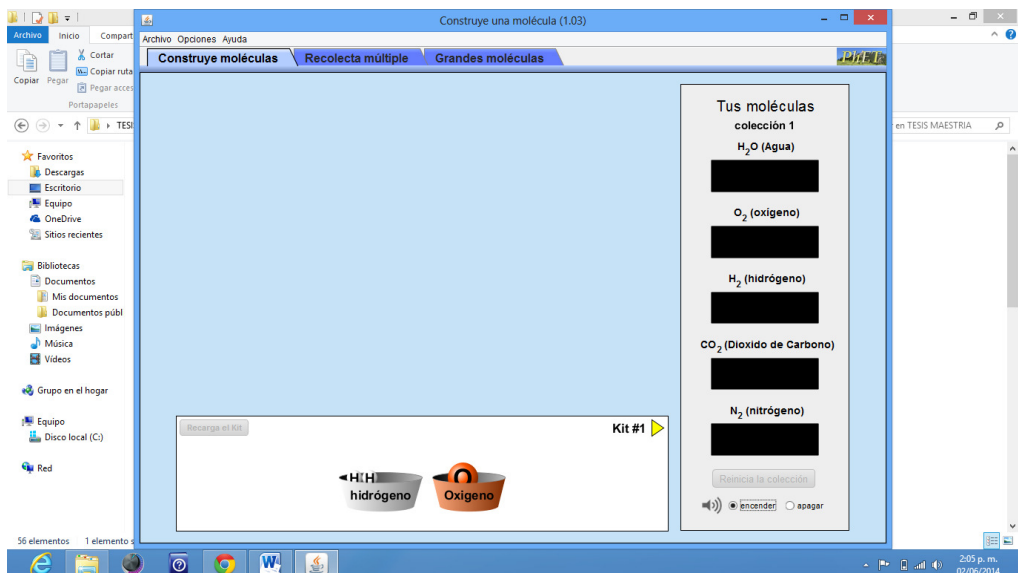 Construye una molécula (1.03)
Archivo Inicio Compart
Archivo Opciones Ayuda
Construye moléculas Recolecta múltiple Grandes moléculas PhET
Copiar Pegar
Cortar
Copiar ruta
Pegar acces
Portapapeles
TESI
en TESIS MAESTRIA
Favoritos
Descargas
Escritorio
Equipo
OneDrive
Sitios recientes
Bibliotecas
Documentos
Mis documentos
Documentos públ
Imágenes
Música
Vídeos
Grupo en el hogar
Equipo
Disco local (C:)
Red
56 elementos 1 elemento s
Tus moléculas
colección 1
H2O (Agua)
O2 (oxígeno)
H2 (hidrógeno)
CO2 (Dioxido de Carbono)
N2 (nitrógeno)
Reinicia la colección
encender apagar
Recarga el Kit
Kit #1
H H
hidrógeno
O
Oxigeno
2:05 p. m.
02/06/2014